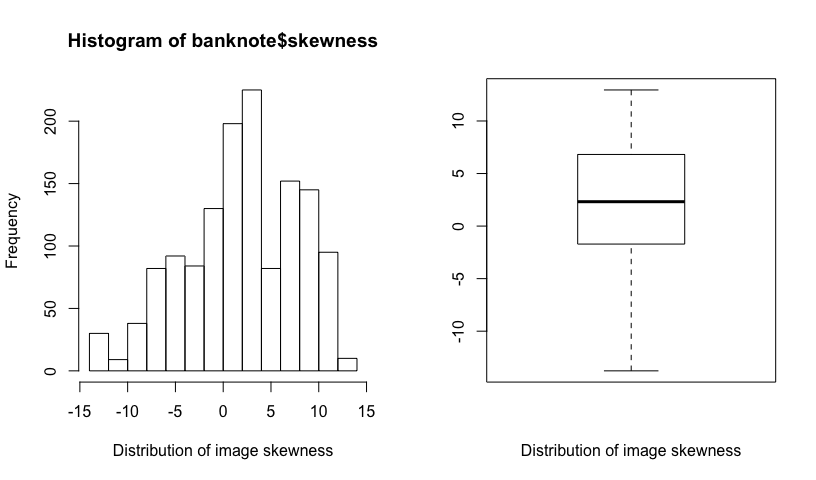 Histogram of banknote$skewness
Frequency
200
150
100
50
0
-15 -10 -5 0 5 10 15
Distribution of image skewness
10
5
0
-5
-10
Distribution of image skewness